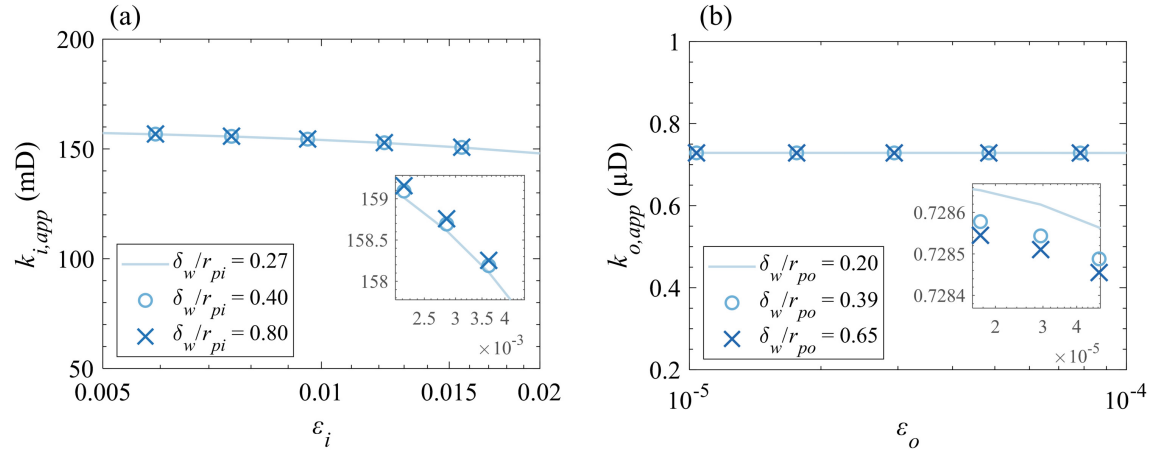 (a)
200
150
100
50
k_{i,app} (mD)
0.005
0.01
0.015
0.02
ε_i
δ_w/r_{pi} = 0.27
δ_w/r_{pi} = 0.40
δ_w/r_{pi} = 0.80
159
158.5
158
2.5
3
3.5
4
×10^{-3}
(b)
1
0.8
0.6
0.4
0.2
k_{o,app} (μD)
10^{-5}
10^{-4}
ε_o
δ_w/r_{po} = 0.20
δ_w/r_{po} = 0.39
δ_w/r_{po} = 0.65
0.7286
0.7285
0.7284
2
3
4
×10^{-5}